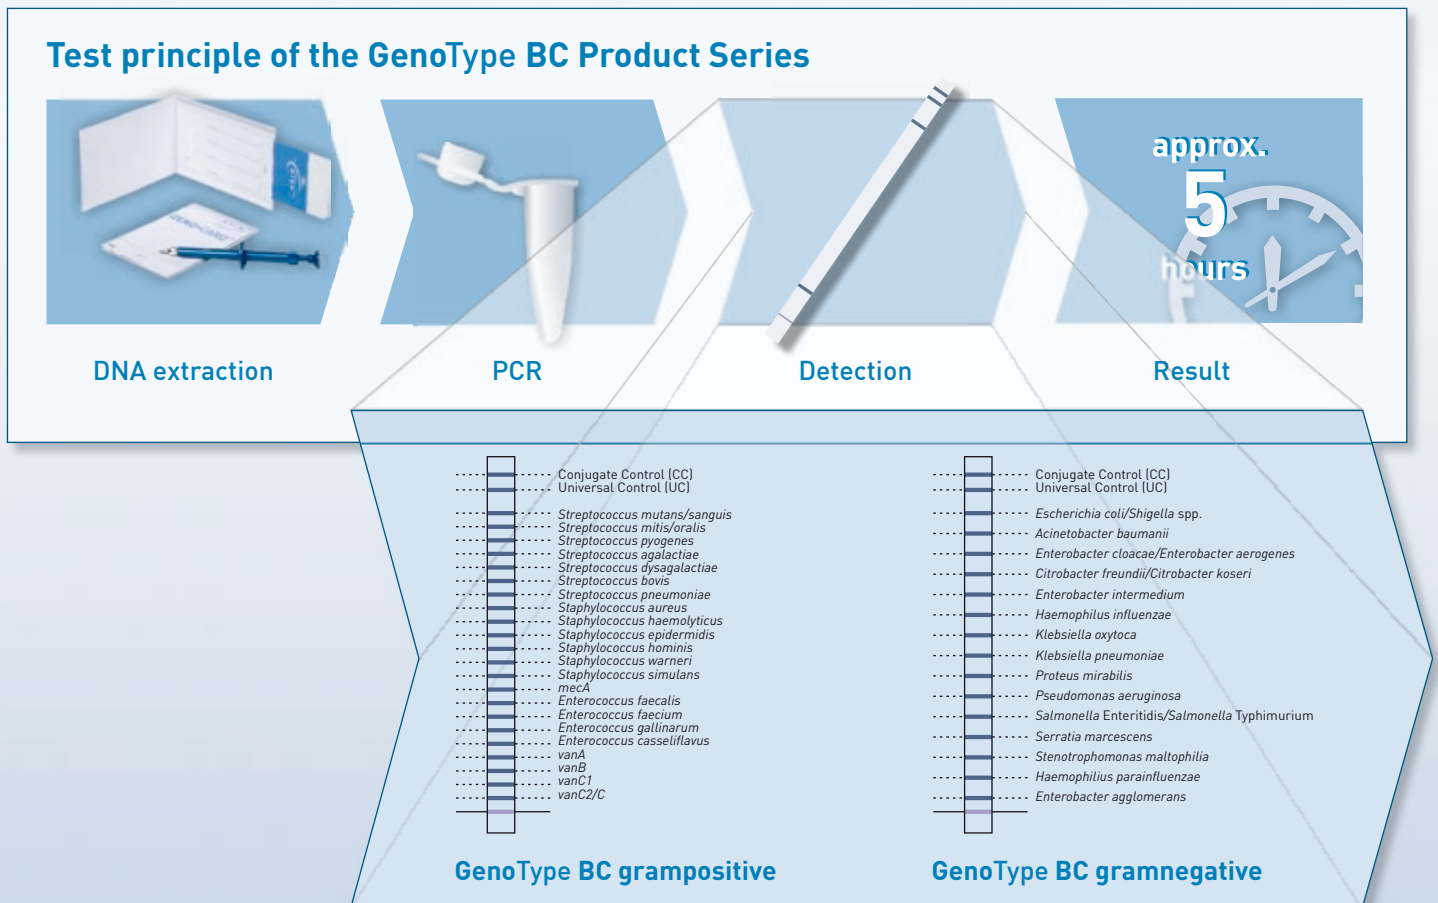 Test principle of the GenoType BC Product Series
approx.
5
hours
DNA extraction
PCR
Detection
Result
Conjugate Control (CC)
Universal Control (UC)
Streptococcus mutans/sanguis
Streptococcus mitis/oralis
Streptococcus pyogenes
Streptococcus agalactiae
Streptococcus dysagalactiae
Streptococcus bovis
Streptococcus pneumoniae
Staphylococcus aureus
Staphylococcus haemolyticus
Staphylococcus epidermidis
Staphylococcus hominis
Staphylococcus warneri
Staphylococcus simulans
mecA
Enterococcus faecalis
Enterococcus faecium
Enterococcus gallinarum
Enterococcus casseliflavus
vanA
vanB
vanC1
vanC2/C
GenoType BC grampositive
Conjugate Control (CC)
Universal Control (UC)
Escherichia coli/Shigella spp.
Acinetobacter baumanii
Enterobacter cloacae/Enterobacter aerogenes
Citrobacter freundii/Citrobacter koseri
Enterobacter intermedium
Haemophilus influenzae
Klebsiella oxytoca
Klebsiella pneumoniae
Proteus mirabilis
Pseudomonas aeruginosa
Salmonella Enteritidis/Salmonella Typhimurium
Serratia marcescens
Stenotrophomonas maltophilia
Haemophilius parainfluenzae
Enterobacter agglomerans
GenoType BC gramnegative